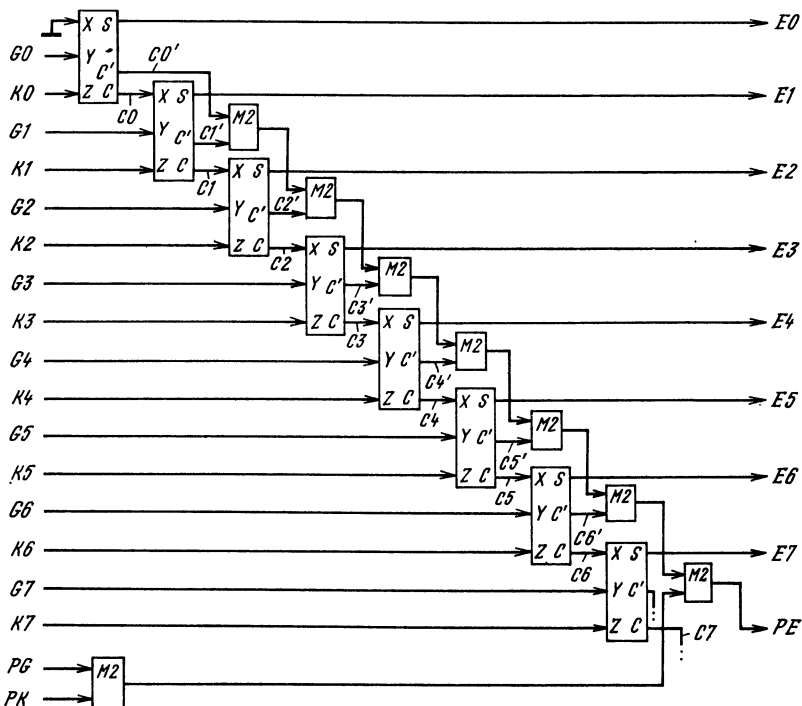 X S E0
G0 Y C0'
C'
K0 Z C C0 X S E1
G1 Y C' C1' M2
K1 Z C C1 X S E2
G2 Y C' C2' M2
K2 Z C C2 X S E3
G3 Y C' C3' M2
K3 Z C C3 X S E4
G4 Y C' C4' M2
K4 Z C C4 X S E5
G5 Y C' C5' M2
K5 Z C C5 X S E6
G6 Y C' C6' M2
K6 Z C C6 X S E7
G7 Y C' M2
K7 Z C C7 PE
PG M2
PK